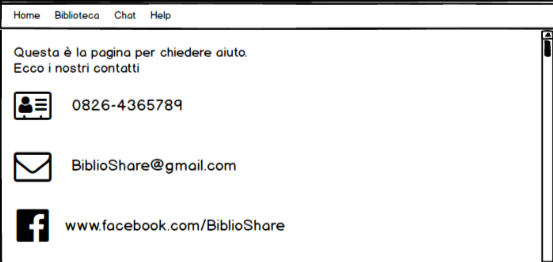 Home Biblioteca Chat Help
Questa è la pagina per chiedere aiuto.
Ecco i nostri contatti
0826-4365789
BiblioShare@gmail.com
www.facebook.com/BiblioShare